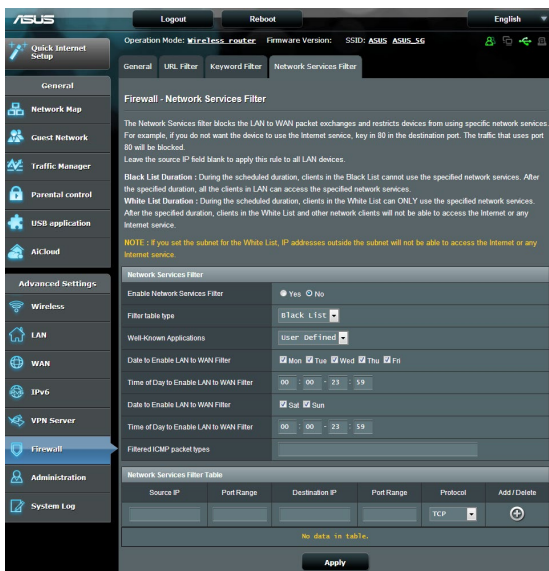 ASUS
Logout
Reboot
English
Quick Internet Setup
Operation Mode: Wireless router Firmware Version: SSID: ASUS ASUS_5G
General
URL Filter
Keyword Filter
Network Services Filter
General
Network Map
Guest Network
Traffic Manager
Parental control
USB application
AiCloud
Advanced Settings
Wireless
LAN
WAN
IPv6
VPN Server
Firewall
Administration
System Log
Firewall - Network Services Filter
The Network Services filter blocks the LAN to WAN packet exchanges and restricts devices from using specific network services.
For example, if you do not want the device to use the Internet service, key in 80 in the destination port. The traffic that uses port
80 will be blocked.
Leave the source IP field blank to apply this rule to all LAN devices.
Black List Duration : During the scheduled duration, clients in the Black List cannot use the specified network services. After
the specified duration, all the clients in LAN can access the specified network services.
White List Duration : During the scheduled duration, clients in the White List can ONLY use the specified network services.
After the specified duration, clients in the White List and other network clients will not be able to access the Internet or any
Internet service.
NOTE : If you set the subnet for the White List, IP addresses outside the subnet will not be able to access the Internet or any
Internet service.
Network Services Filter
Enable Network Services Filter Yes No
Filter table type Black List
Well-Known Applications User Defined
Date to Enable LAN to WAN Filter Mon Tue Wed Thu Fri
Time of Day to Enable LAN to WAN Filter 00 : 00 - 23 : 59
Date to Enable LAN to WAN Filter Sat Sun
Time of Day to Enable LAN to WAN Filter 00 : 00 - 23 : 59
Filtered ICMP packet types
Network Services Filter Table
Source IP Port Range Destination IP Port Range Protocol Add / Delete
TCP
No data in table.
Apply